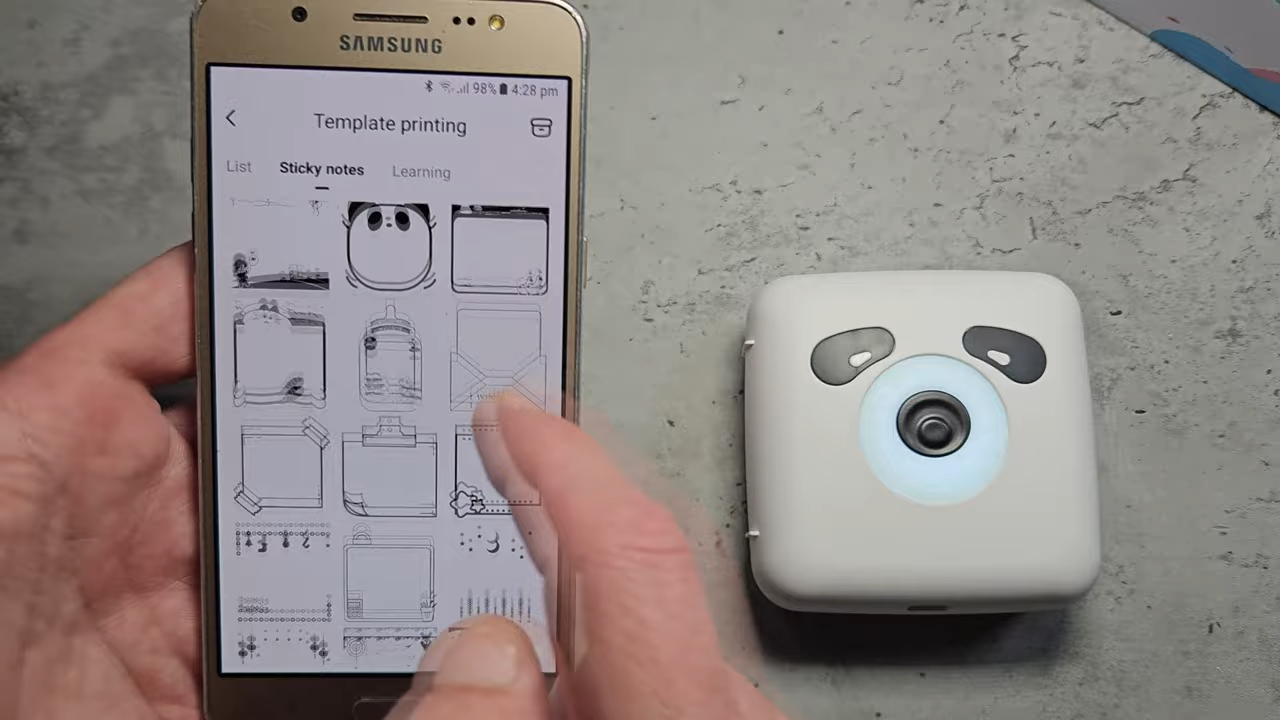 SAMSUNG
98% 4:28 pm
Template printing
List Sticky notes Learning